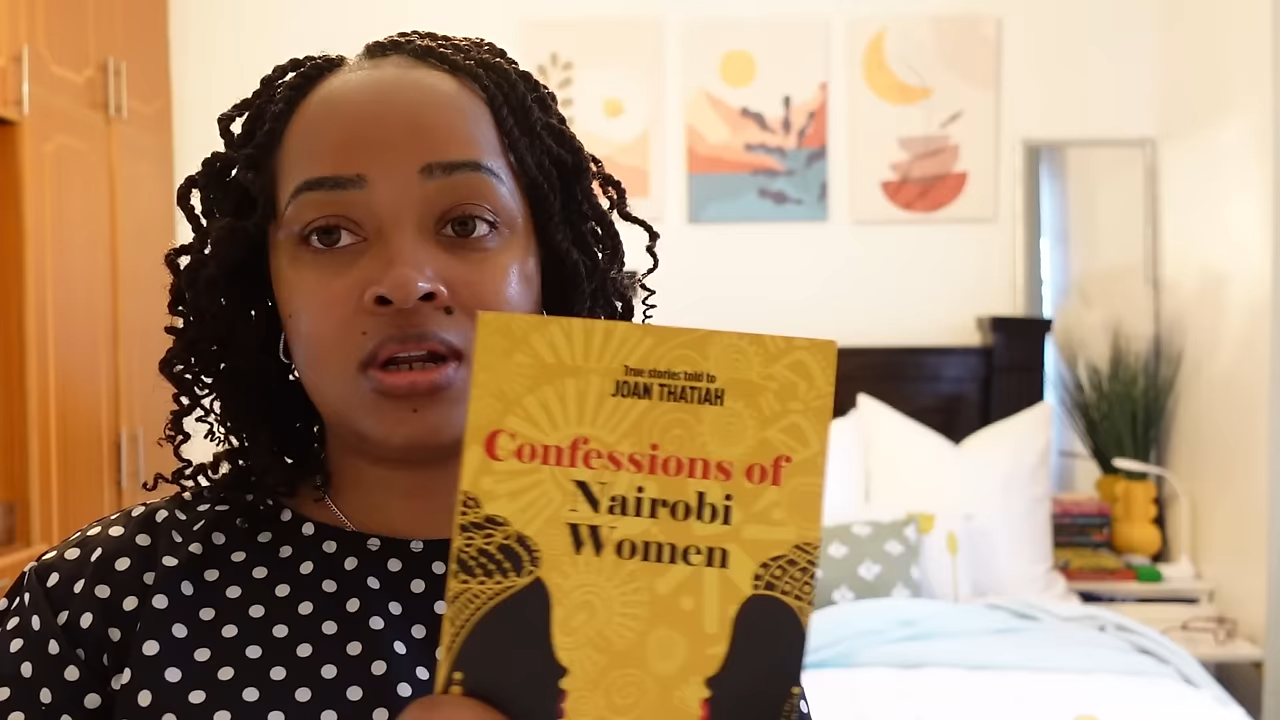 True stories told to
JOAN THATIAH
Confessions of
Nairobi
Women